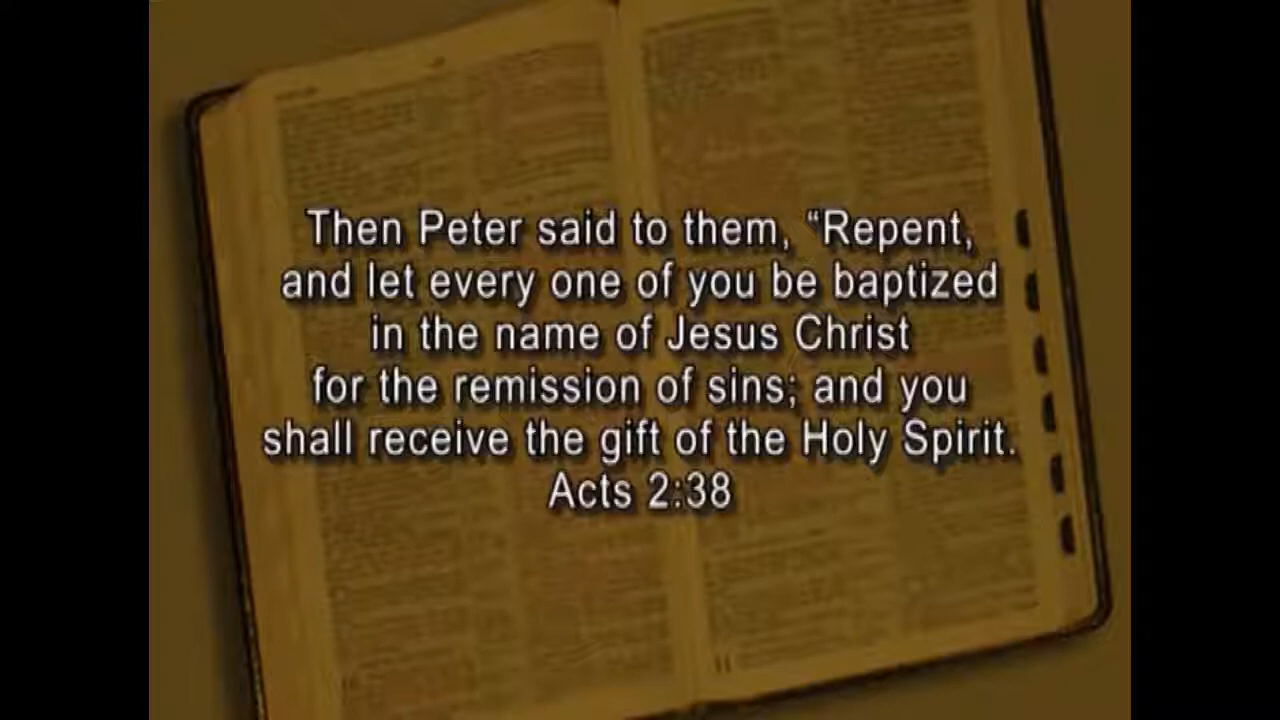 Then Peter said to them, “Repent,
and let every one of you be baptized
in the name of Jesus Christ
for the remission of sins; and you
shall receive the gift of the Holy Spirit.
Acts 2:38